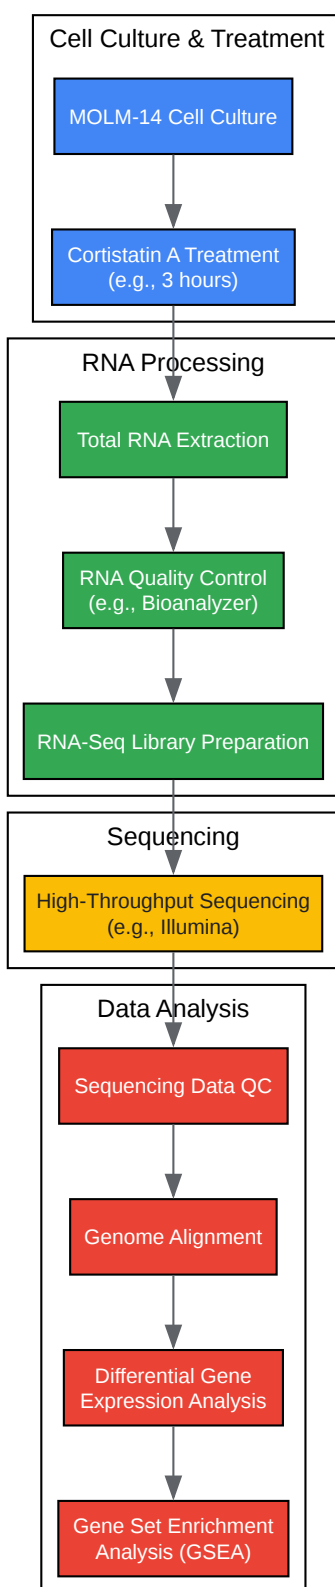 Cell Culture & Treatment
MOLM-14 Cell Culture
Cortistatin A Treatment
(e.g., 3 hours)
RNA Processing
Total RNA Extraction
RNA Quality Control
(e.g., Bioanalyzer)
RNA-Seq Library Preparation
Sequencing
High-Throughput Sequencing
(e.g., Illumina)
Data Analysis
Sequencing Data QC
Genome Alignment
Differential Gene
Expression Analysis
Gene Set Enrichment
Analysis (GSEA)